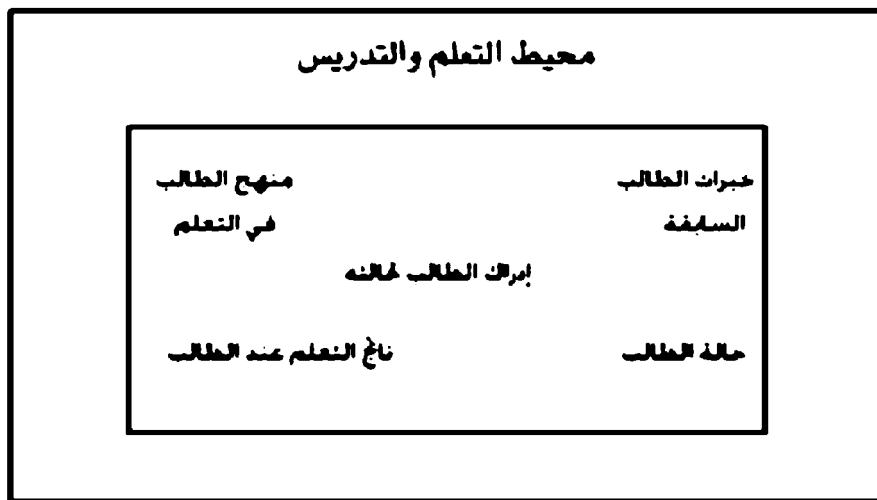 محيط التعلم والتدريس
خبرات الطالب
السابقة
منهج الطالب
في التعلم
إدراك الطالب لحالته
حالة الطالب
ناتج التعلم عند الطالب